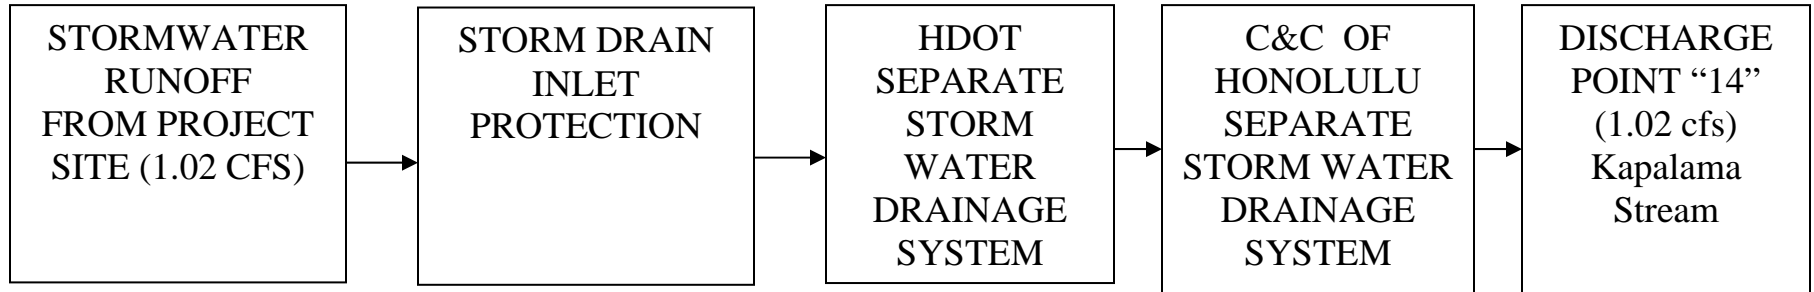 STORMWATER
RUNOFF
FROM PROJECT
SITE (1.02 CFS)
STORM DRAIN
INLET
PROTECTION
HDOT
SEPARATE
STORM
WATER
DRAINAGE
SYSTEM
C&C OF
HONOLULU
SEPARATE
STORM WATER
DRAINAGE
SYSTEM
DISCHARGE
POINT “14”
(1.02 cfs)
Kapalama
Stream